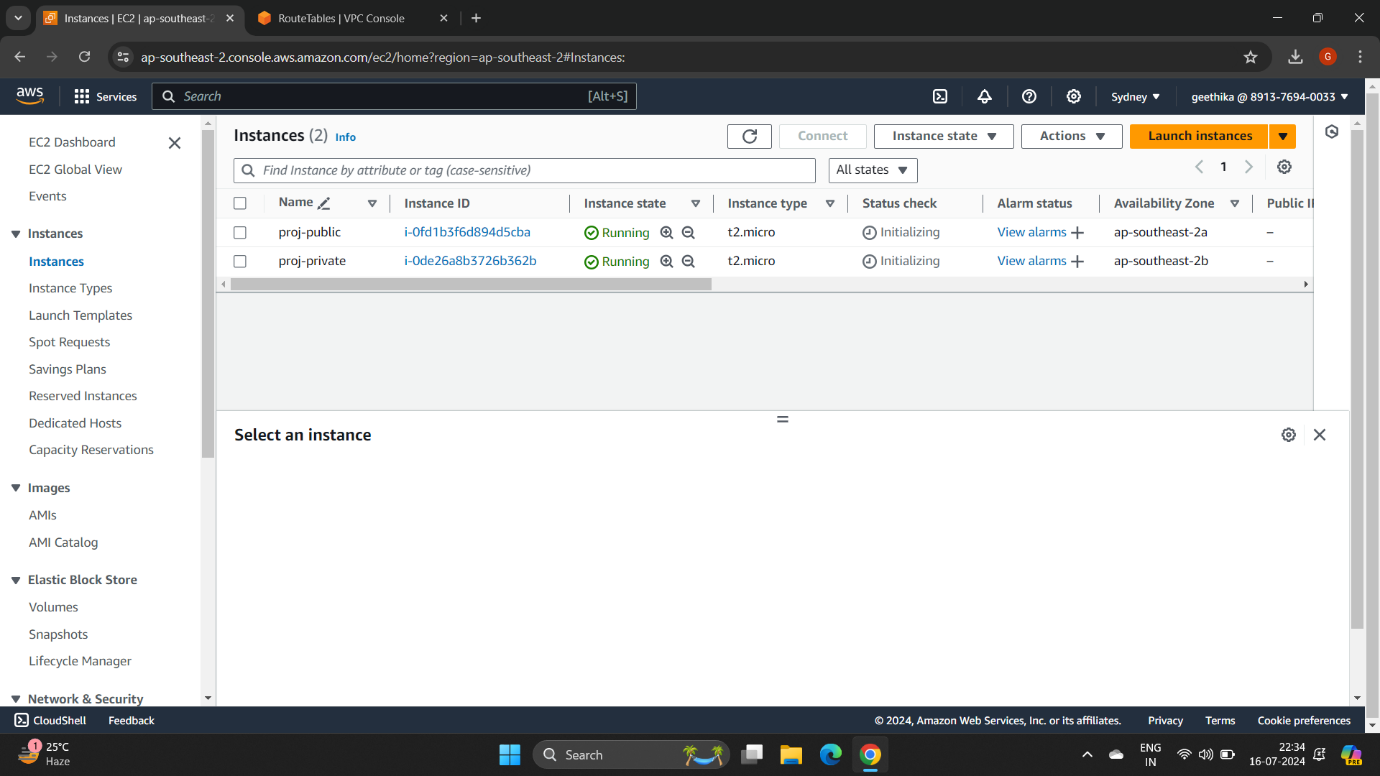 Instances | EC2 | ap-southeast-2
RouteTables | VPC Console
ap-southeast-2.console.aws.amazon.com/ec2/home?region=ap-southeast-2#Instances:
G
aws
Services
Search
[Alt+S]
Sydney
geethika @ 8913-7694-0033
EC2 Dashboard
EC2 Global View
Events
Instances
Instances
Instance Types
Launch Templates
Spot Requests
Savings Plans
Reserved Instances
Dedicated Hosts
Capacity Reservations
Images
AMIs
AMI Catalog
Elastic Block Store
Volumes
Snapshots
Lifecycle Manager
Network & Security
Instances (2) Info
Connect
Instance state
Actions
Launch instances
Find Instance by attribute or tag (case-sensitive)
All states
1
Name Instance ID Instance state Instance type Status check Alarm status Availability Zone Public I
proj-public i-0fd1b3f6d894d5cba Running t2.micro Initializing View alarms + ap-southeast-2a –
proj-private i-0de26a8b3726b362b Running t2.micro Initializing View alarms + ap-southeast-2b –
Select an instance
CloudShell Feedback
© 2024, Amazon Web Services, Inc. or its affiliates. Privacy Terms Cookie preferences
1
25°C
Haze
Search
ENG
IN
22:34
16-07-2024
PRE